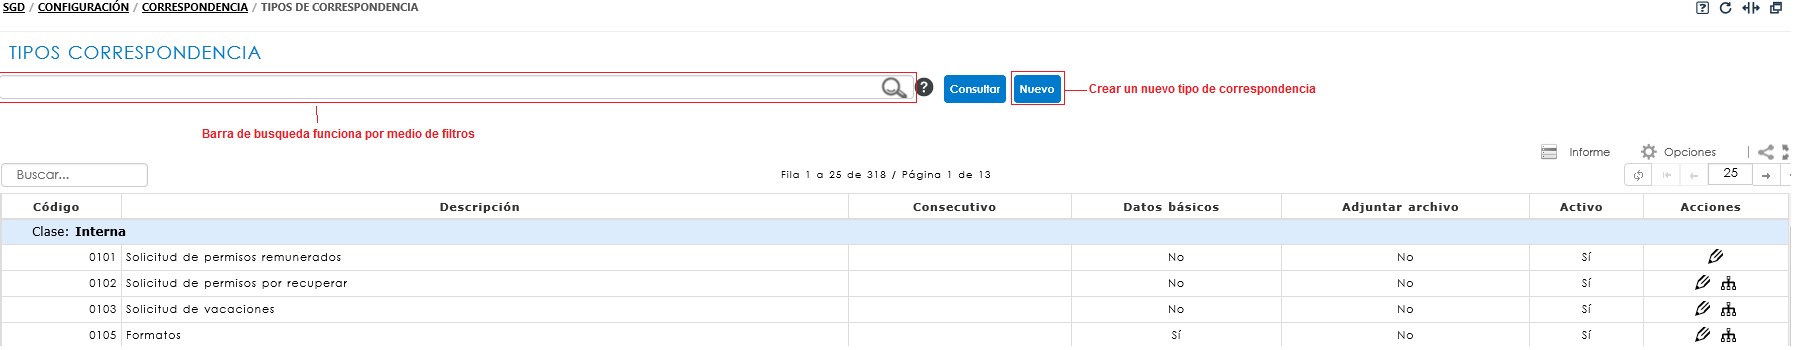 SGD / CONFIGURACIÓN / CORRESPONDENCIA / TIPOS DE CORRESPONDENCIA
TIPOS CORRESPONDENCIA
? Consultar Nuevo Crear un nuevo tipo de correspondencia
Barra de busqueda funciona por medio de filtros
Informe Opciones
Buscar... Fila 1 a 25 de 318 / Página 1 de 13 25
Código Descripción Consecutivo Datos básicos Adjuntar archivo Activo Acciones
Clase: Interna
0101 Solicitud de permisos remunerados No No Sí
0102 Solicitud de permisos por recuperar No No Sí
0103 Solicitud de vacaciones No No Sí
0105 Formatos Sí No Sí